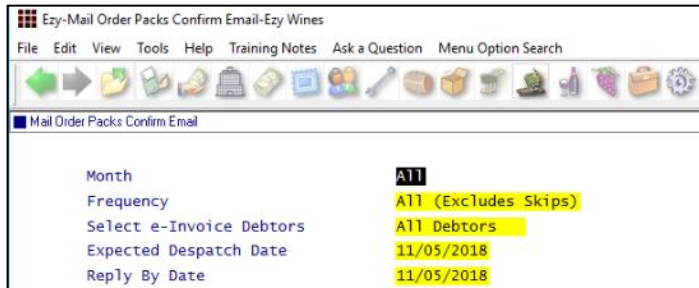 Ezy-Mail Order Packs Confirm Email-Ezy Wines
File Edit View Tools Help Training Notes Ask a Question Menu Option Search
Mail Order Packs Confirm Email
Month All
Frequency All (Excludes Skips)
Select e-Invoice Debtors All Debtors
Expected Despatch Date 11/05/2018
Reply By Date 11/05/2018